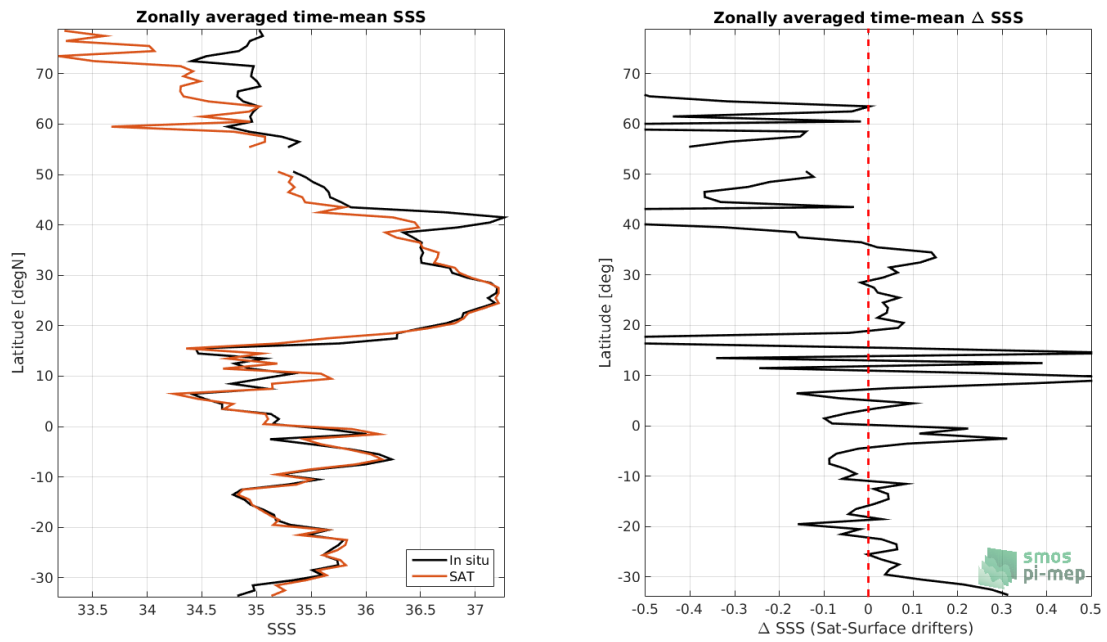 Zonally averaged time-mean SSS
70
60
50
40
30
20
10
0
-10
-20
-30
Latitude [degN]
33.5 34 34.5 35 35.5 36 36.5 37
SSS
In situ
SAT
Zonally averaged time-mean Δ SSS
70
60
50
40
30
20
10
0
-10
-20
-30
Latitude [deg]
-0.5 -0.4 -0.3 -0.2 -0.1 0 0.1 0.2 0.3 0.4 0.5
Δ SSS (Sat-Surface drifters)
smos
pi-mep